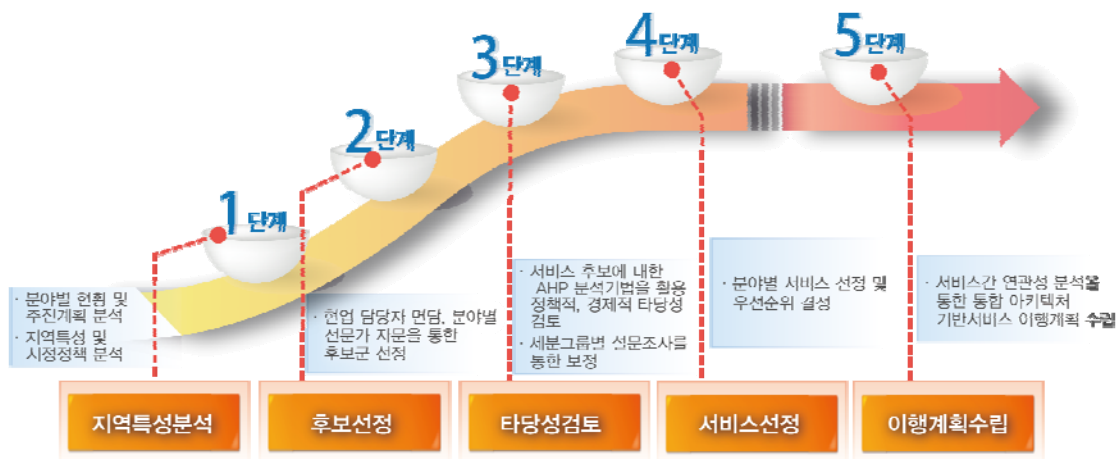 1단계
2단계
3단계
4단계
5단계
· 분야별 현황 및
추진계획 분석
· 지역특성 및
시정정책 분석
· 현업 담당자 면담, 분야별
전문가 자문을 통한
후보군 선정
· 서비스 후보에 대한
AHP 분석기법을 활용
정책적, 경제적 타당성
검토
· 세분그룹별 설문조사를
통한 보정
· 분야별 서비스 선정 및
우선순위 결정
· 서비스간 연관성 분석을
통한 통합 아키텍처
기반서비스 이행계획 수립
지역특성분석
후보선정
타당성검토
서비스선정
이행계획수립